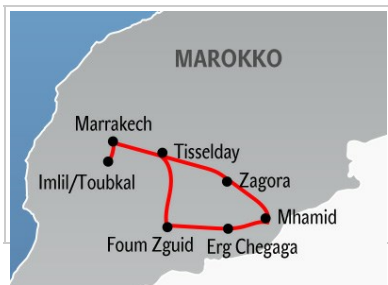 MAROKKO
Marrakech
Tisselday
Imlil/Toubkal
Zagora
Mhamid
Foum Zguid
Erg Chegaga